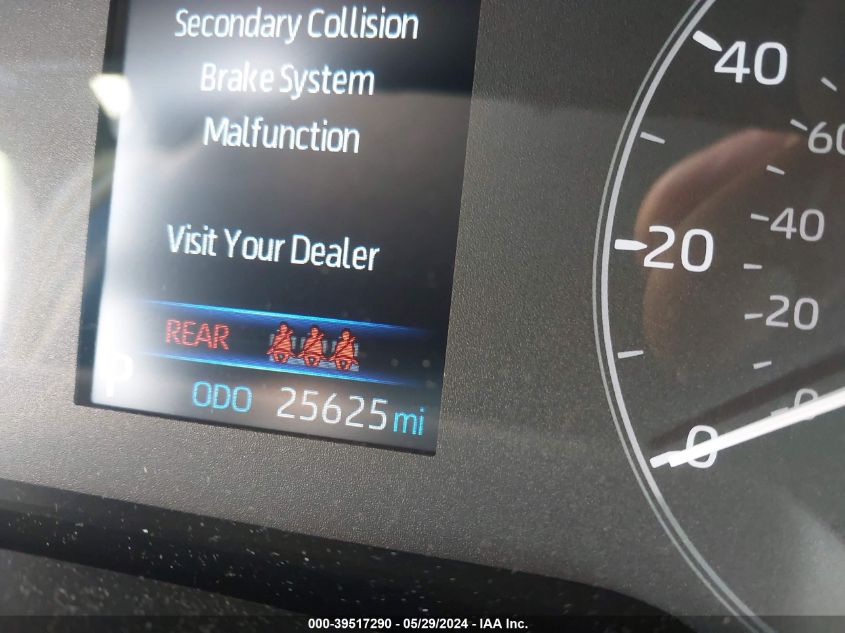 Secondary Collision
Brake System
Malfunction
Visit Your Dealer
REAR
P
ODO 25625 mi
40
60
20
40
20
0
0
000-39517290 - 05/29/2024 - IAA Inc.